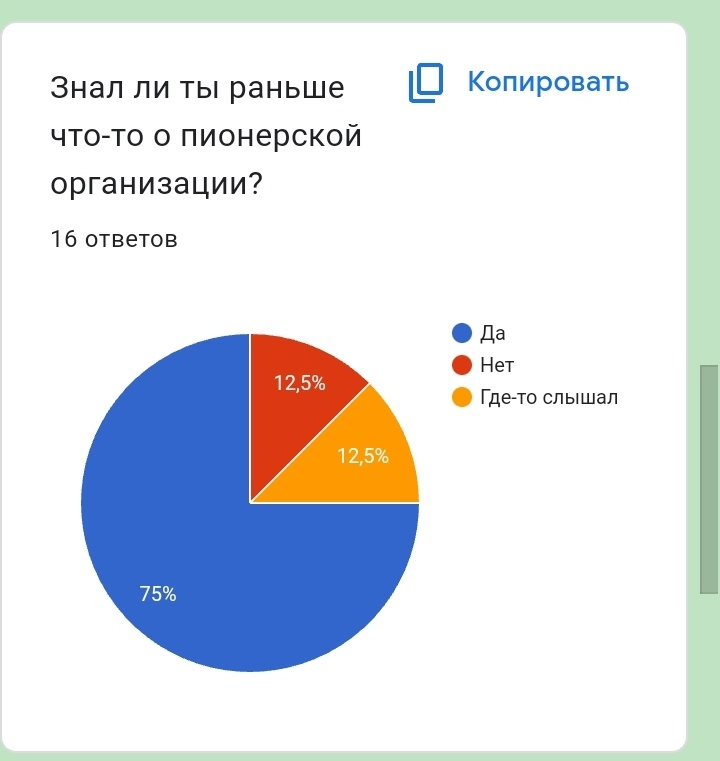 Знал ли ты раньше
что-то о пионерской
организации?
Копировать
16 ответов
Да
Нет
Где-то слышал
12,5%
12,5%
75%